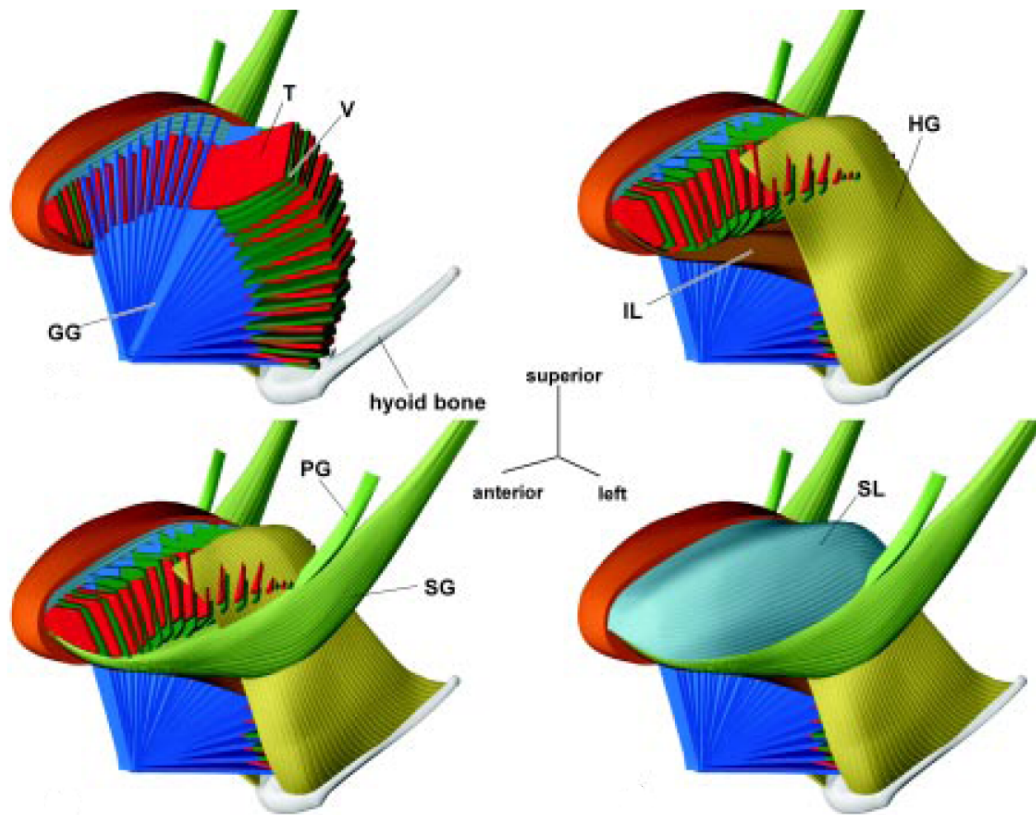 T
V
GG
hyoid bone
HG
IL
superior
anterior
left
PG
SG
SL